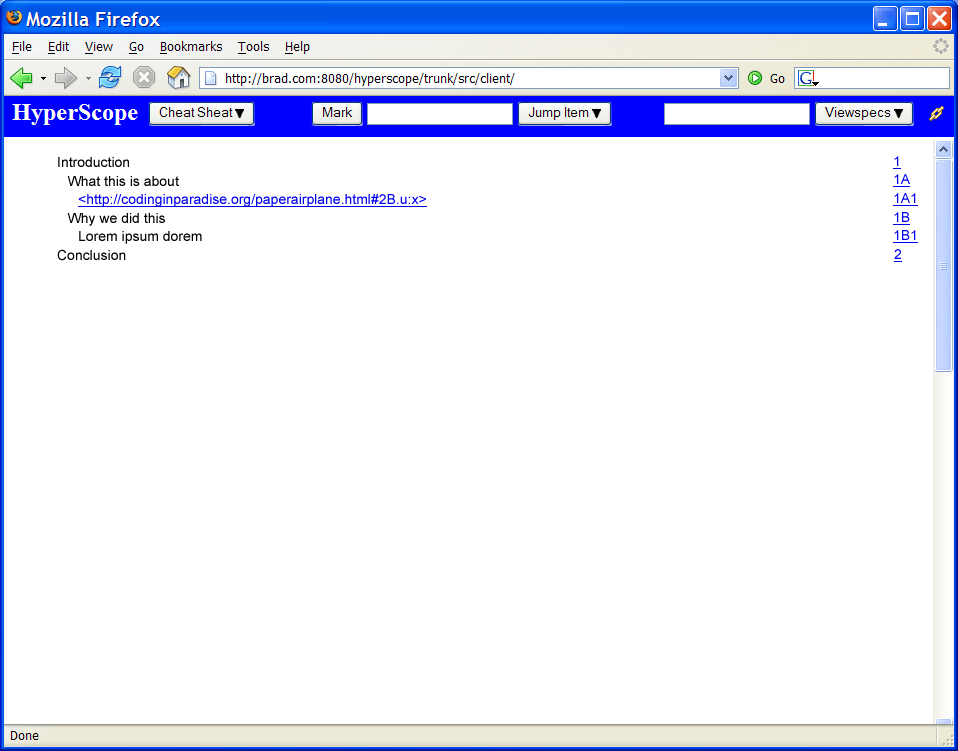 Mozilla Firefox
File Edit View Go Bookmarks Tools Help
http://brad.com:8080/hyperscope/trunk/src/client/ Go G
HyperScope Cheat Sheat▼ Mark Jump Item▼ Viewspecs▼
Introduction 1
What this is about 1A
<http://codinginparadise.org/paperairplane.html#2B.u:x> 1A1
Why we did this 1B
Lorem ipsum dorem 1B1
Conclusion 2
Done